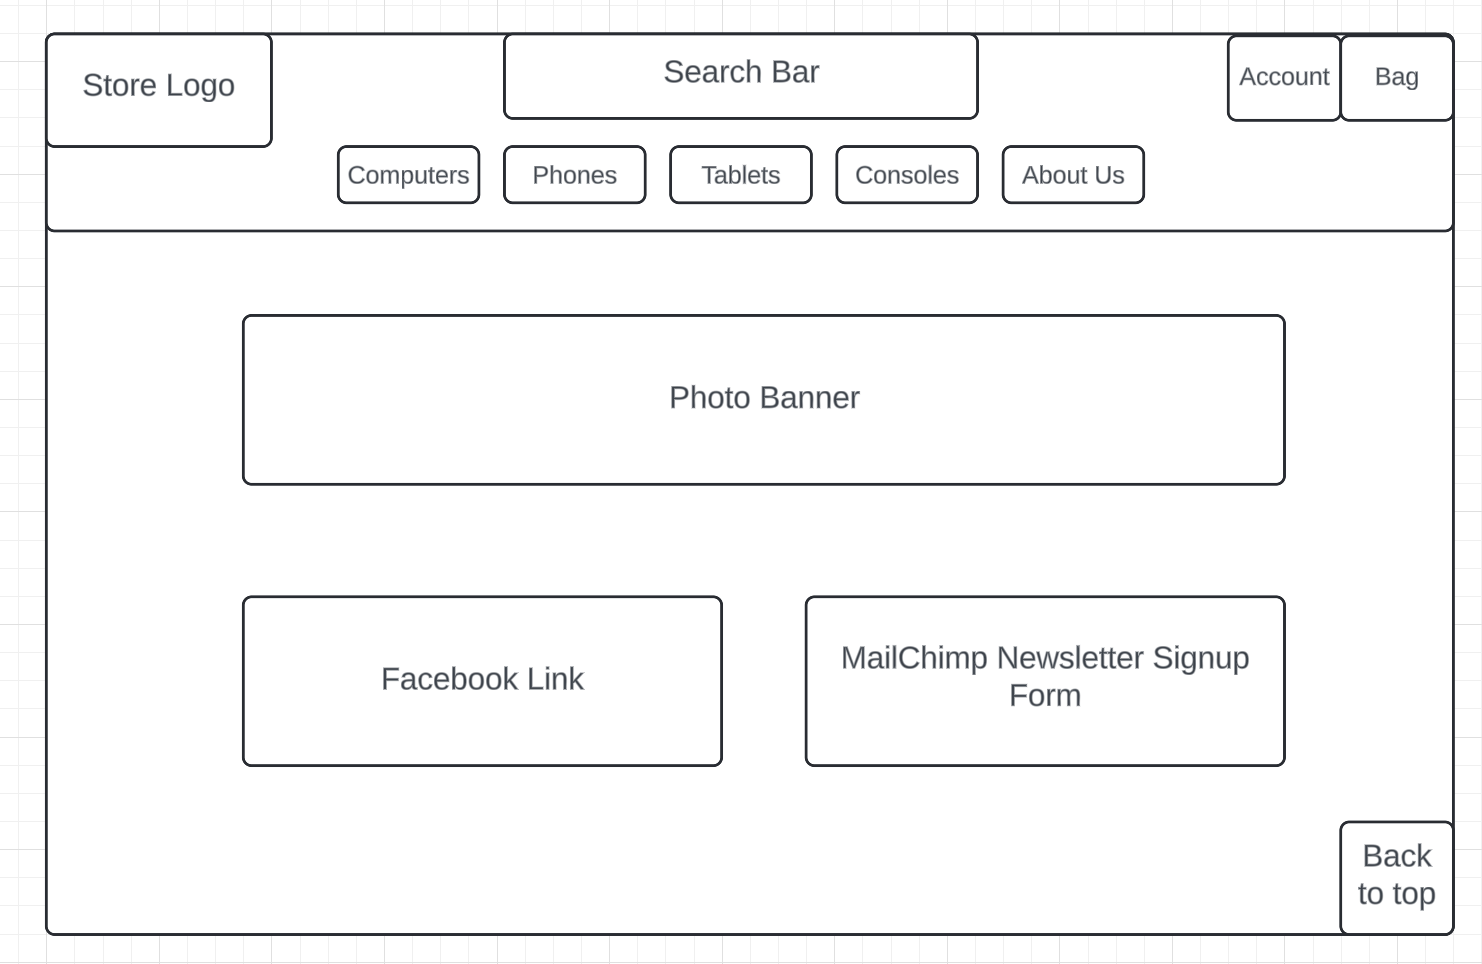 Store Logo
Search Bar
Account
Bag
Computers
Phones
Tablets
Consoles
About Us
Photo Banner
Facebook Link
MailChimp Newsletter Signup
Form
Back
to top